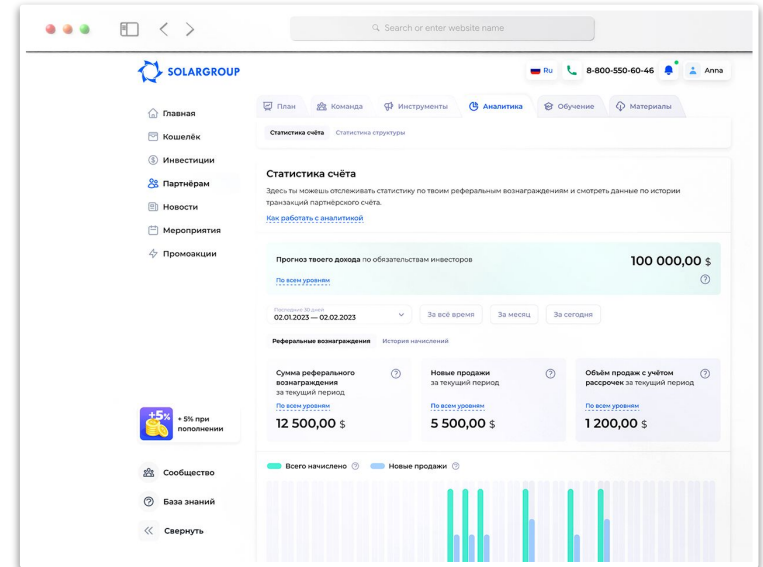 Search or enter website name
SOLARGROUP
Ru
8-800-550-60-46
Anna
План
Команда
Инструменты
Аналитика
Обучение
Материалы
Главная
Кошелёк
Инвестиции
Партнёрам
Новости
Мероприятия
Промоакции
Статистика счёта
Статистика структуры
Статистика счёта
Здесь ты можешь отслеживать статистику по твоим реферальным вознаграждениям и смотреть данные по истории
транзакций партнёрского счёта.
Как работать с аналитикой
Прогноз твоего дохода по обязательствам инвесторов
100 000,00 $
По всем уровням
?
Последние 30 дней
02.01.2023 — 02.02.2023
За всё время
За месяц
За сегодня
Реферальные вознаграждения
История начислений
Сумма реферального
вознаграждения
за текущий период
?
По всем уровням
12 500,00 $
Новые продажи
за текущий период
?
По всем уровням
5 500,00 $
Объём продаж с учётом
рассрочек за текущий период
?
По всем уровням
1 200,00 $
+5%
+ 5% при
пополнении
Всего начислено ?
Новые продажи ?
Сообщество
База знаний
Свернуть